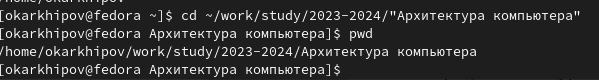 [okarkhipov@fedora ~]$ cd ~/work/study/2023-2024/"Архитектура компьютера"
[okarkhipov@fedora Архитектура компьютера]$ pwd
/home/okarkhipov/work/study/2023-2024/Архитектура компьютера
[okarkhipov@fedora Архитектура компьютера]$